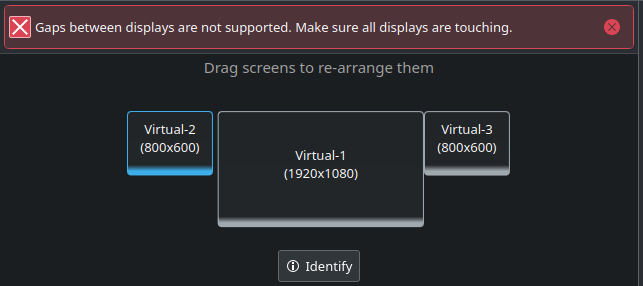 Gaps between displays are not supported. Make sure all displays are touching.
Drag screens to re-arrange them
Virtual-2
(800x600)
Virtual-1
(1920x1080)
Virtual-3
(800x600)
Identify